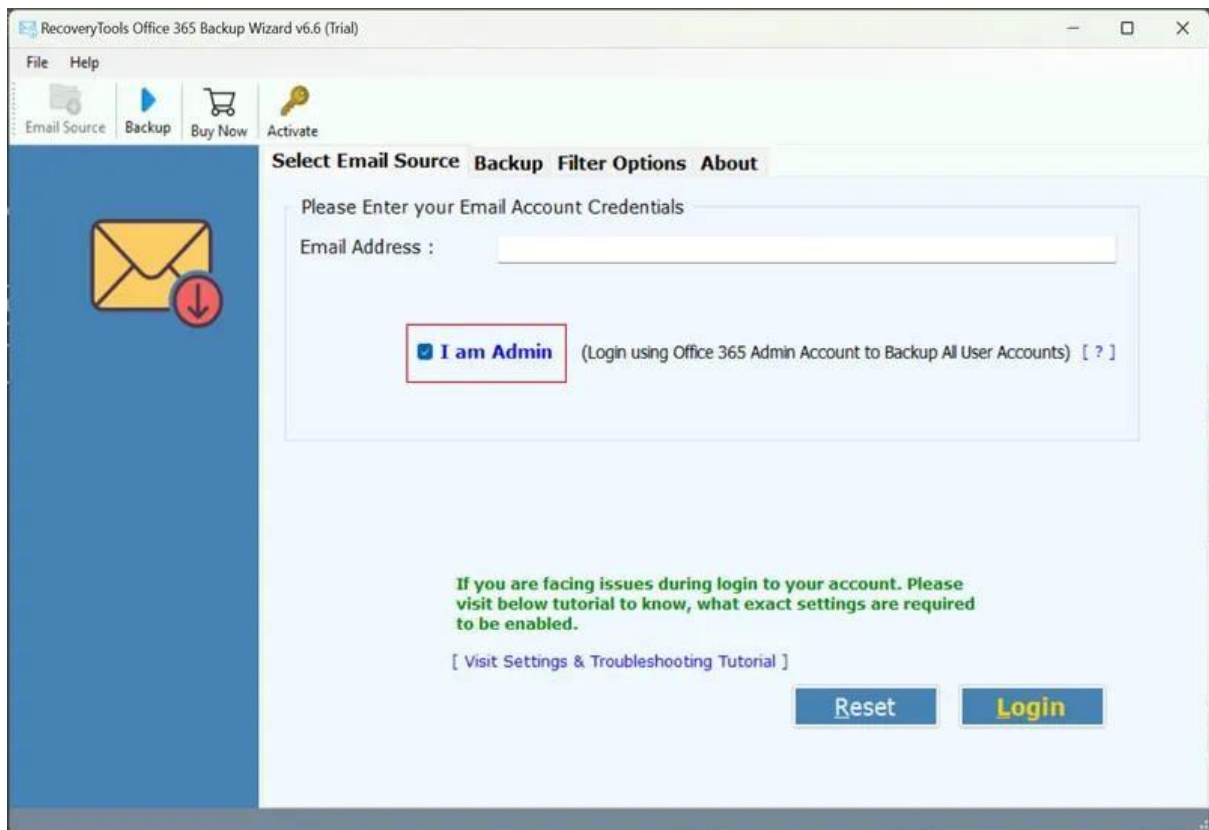 RecoveryTools Office 365 Backup Wizard v6.6 (Trial)
File Help
Email Source Backup Buy Now Activate
Select Email Source Backup Filter Options About
Please Enter your Email Account Credentials
Email Address :
I am Admin (Login using Office 365 Admin Account to Backup All User Accounts) [ ? ]
If you are facing issues during login to your account. Please
visit below tutorial to know, what exact settings are required
to be enabled.
[ Visit Settings & Troubleshooting Tutorial ]
Reset Login